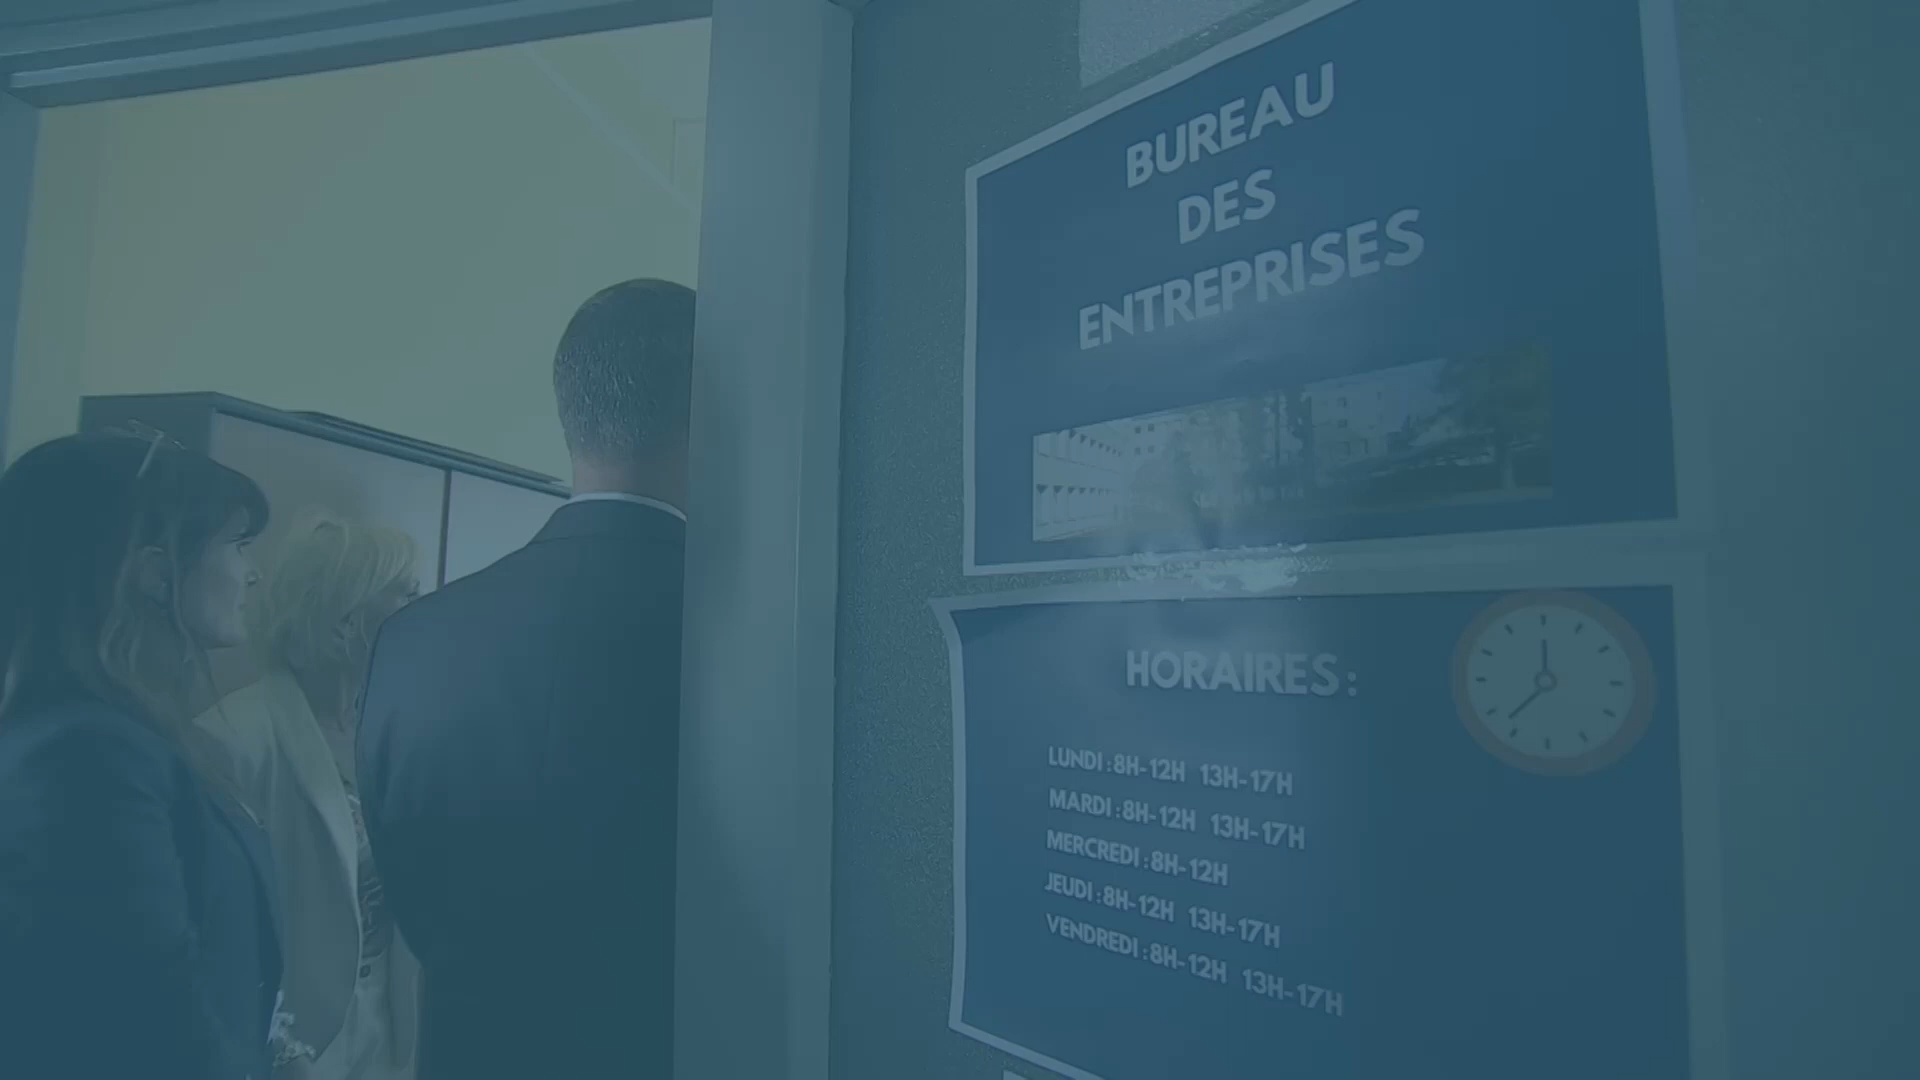 BUREAU
DES
ENTREPRISES
HORAIRES :
LUNDI : 8H-12H 13H-17H
MARDI : 8H-12H 13H-17H
MERCREDI : 8H-12H
JEUDI : 8H-12H 13H-17H
VENDREDI : 8H-12H 13H-17H